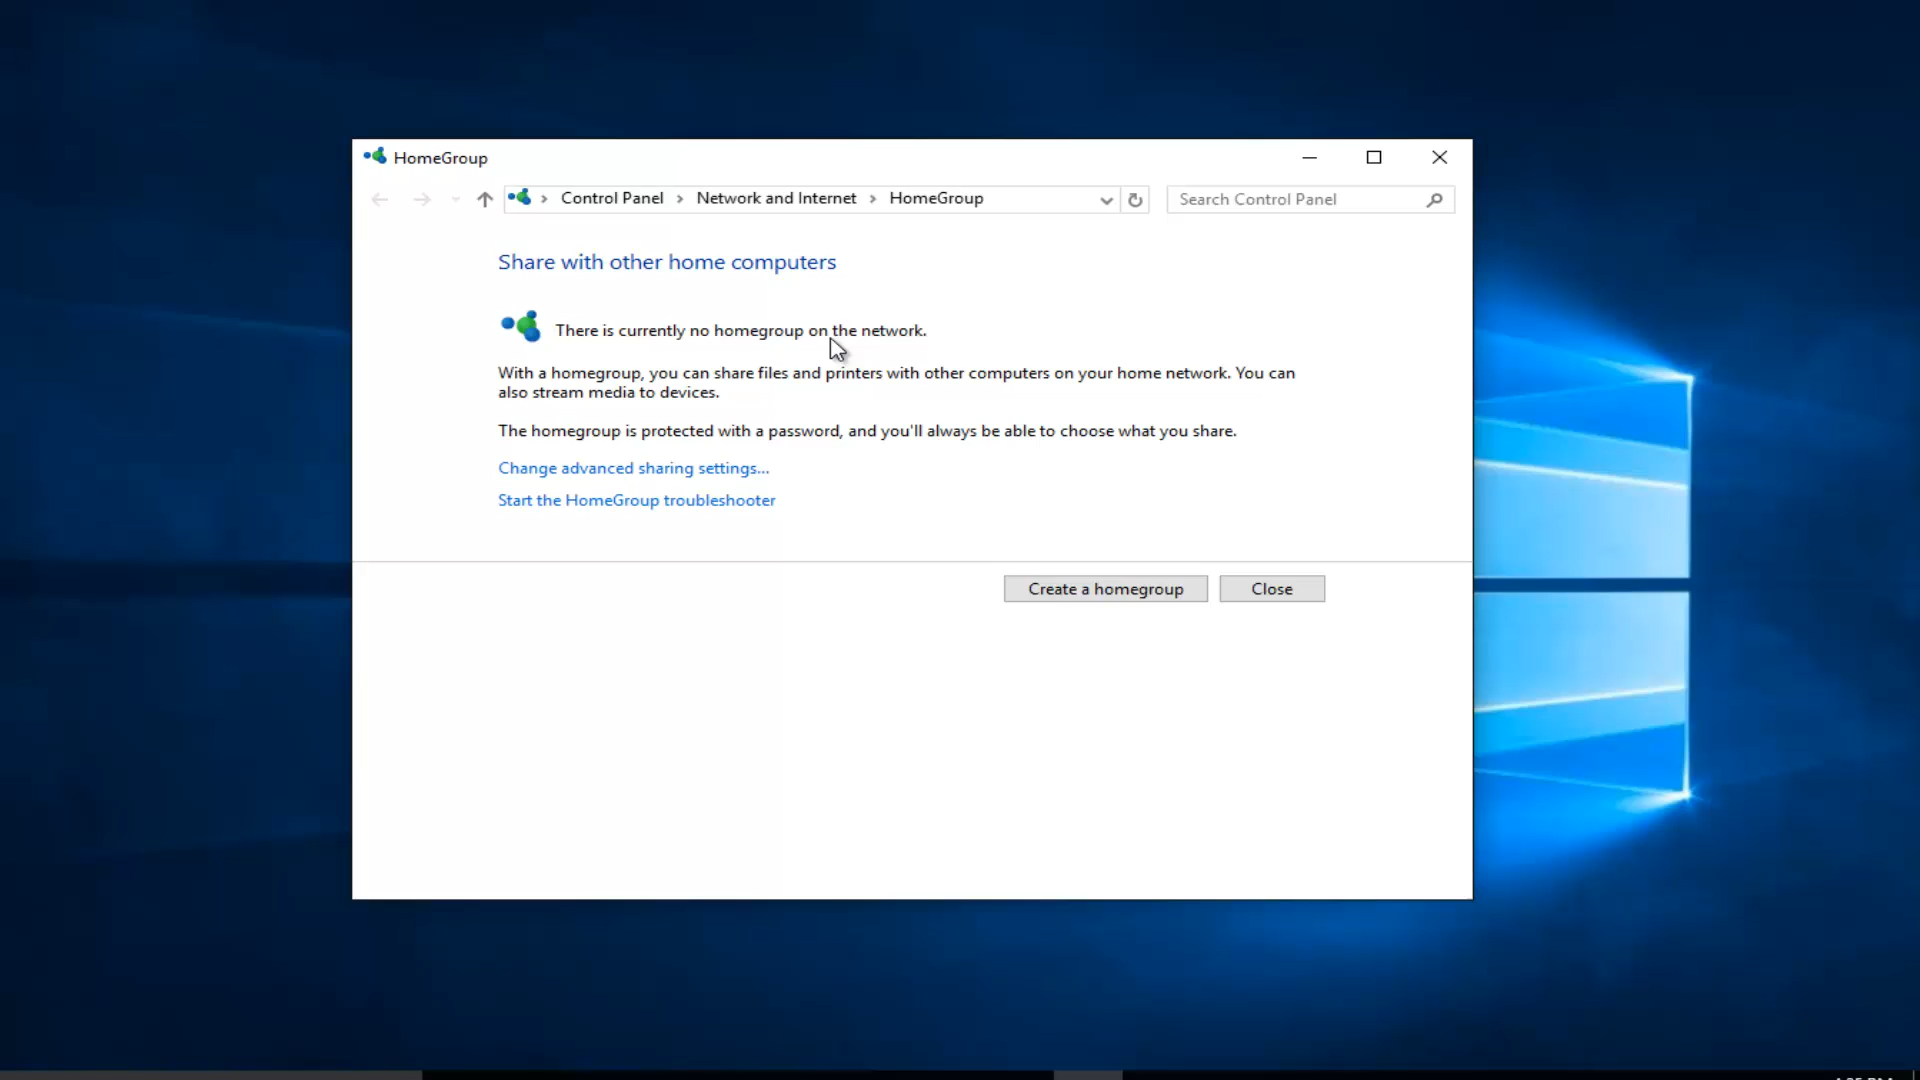 HomeGroup
Control Panel > Network and Internet > HomeGroup
Search Control Panel
Share with other home computers
There is currently no homegroup on the network.
With a homegroup, you can share files and printers with other computers on your home network. You can
also stream media to devices.
The homegroup is protected with a password, and you'll always be able to choose what you share.
Change advanced sharing settings...
Start the HomeGroup troubleshooter
Create a homegroup
Close